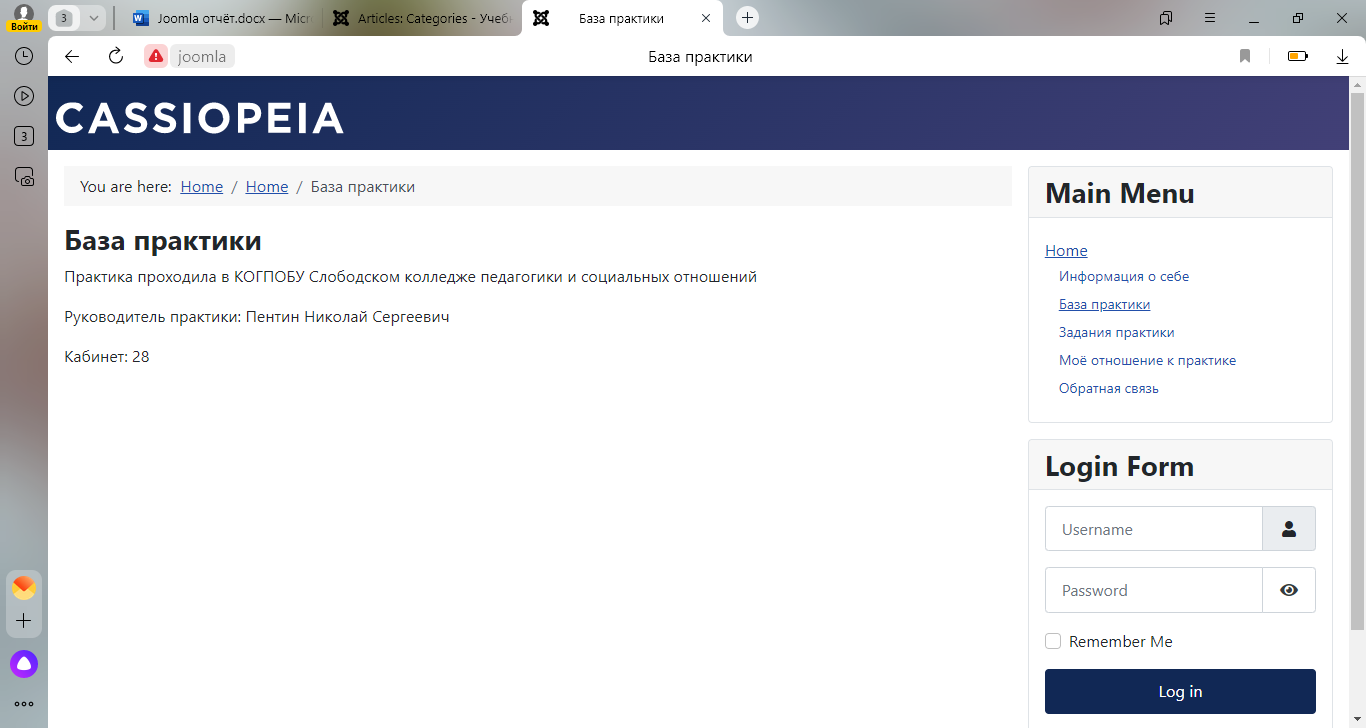 Войти
3
Joomla отчёт.docx — Micr
Articles: Categories - Учебн
База практики
joomla
База практики
3
CASSIOPEIA
You are here: Home / Home / База практики
База практики
Практика проходила в КОГПОБУ Слободском колледже педагогики и социальных отношений
Руководитель практики: Пентин Николай Сергеевич
Кабинет: 28
Main Menu
Home
Информация о себе
База практики
Задания практики
Моё отношение к практике
Обратная связь
Login Form
Username
Password
Remember Me
Log in